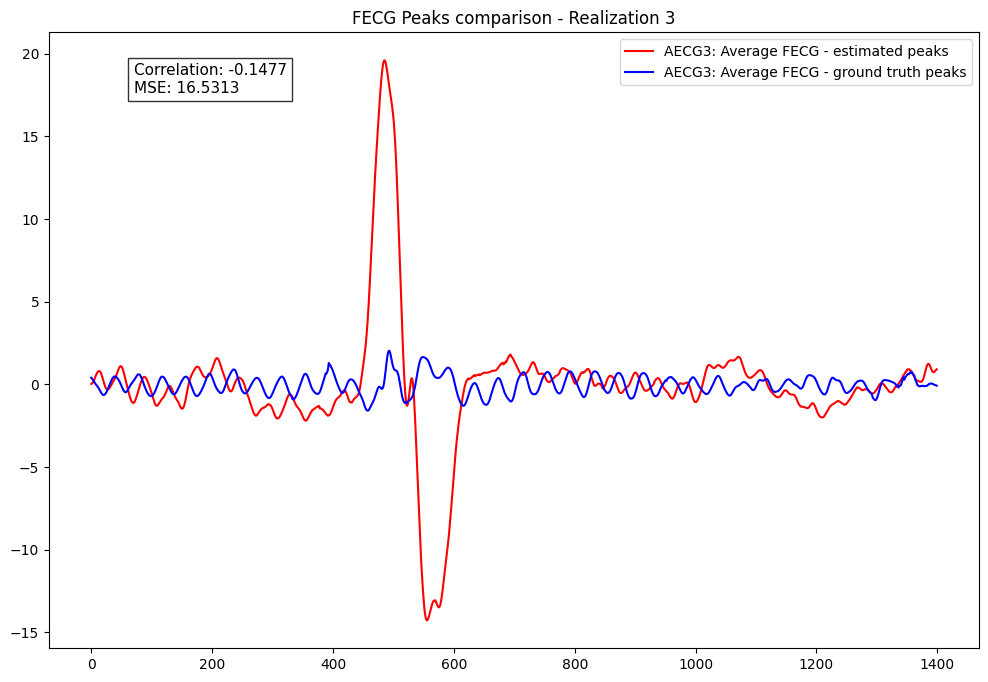 FECG Peaks comparison - Realization 3
Correlation: -0.1477
MSE: 16.5313
AECG3: Average FECG - estimated peaks
AECG3: Average FECG - ground truth peaks
20
15
10
5
0
−5
−10
−15
0 200 400 600 800 1000 1200 1400